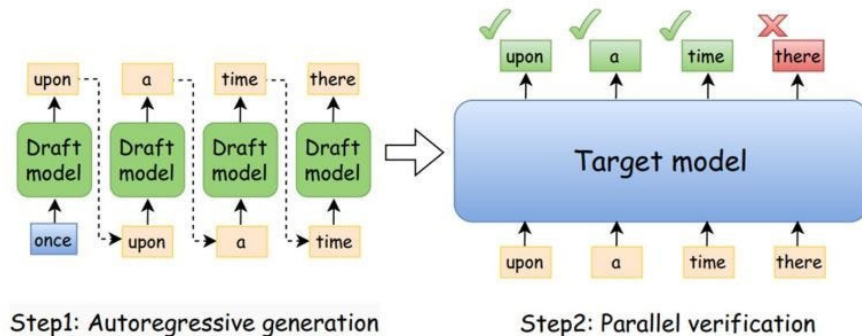 upon a time there
Draft model Draft model Draft model Draft model
once upon a time
Step1: Autoregressive generation
upon a time there
Target model
upon a time there
Step2: Parallel verification